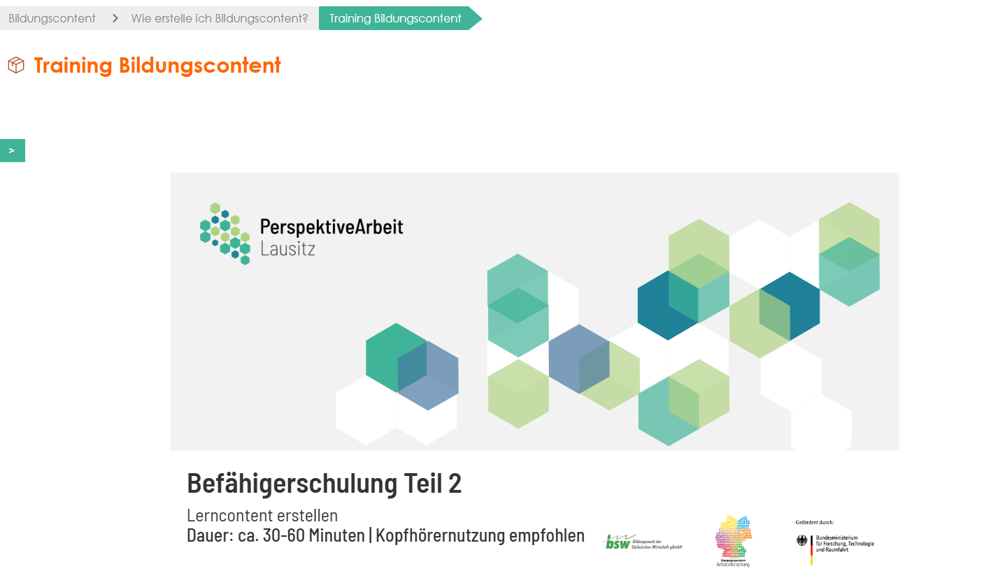 Bildungscontent
Wie erstelle ich Bildungscontent?
Training Bildungscontent
Training Bildungscontent
>
PerspektiveArbeit
Lausitz
Befähigerschulung Teil 2
Lerncontent erstellen
Dauer: ca. 30-60 Minuten | Kopfhörernutzung empfohlen
bsw
Bildungswerk der
Sächsischen Wirtschaft gGmbH
Kompetenzzentren
Arbeitsforschung
Gefördert durch:
Bundesministerium
für Forschung, Technologie
und Raumfahrt